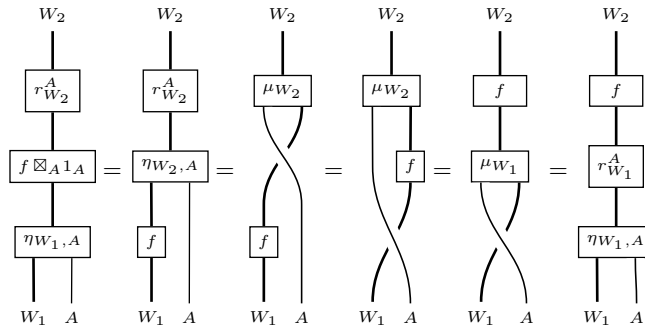 W_2 W_2 W_2 W_2 W_2 W_2
r^A_{W_2} r^A_{W_2} μ_{W_2} μ_{W_2} f f
f ⊠_A 1_A = η_{W_2,A} = = f = μ_{W_1} = r^A_{W_1}
η_{W_1,A} f f η_{W_1,A}
W_1 A W_1 A W_1 A W_1 A W_1 A W_1 A